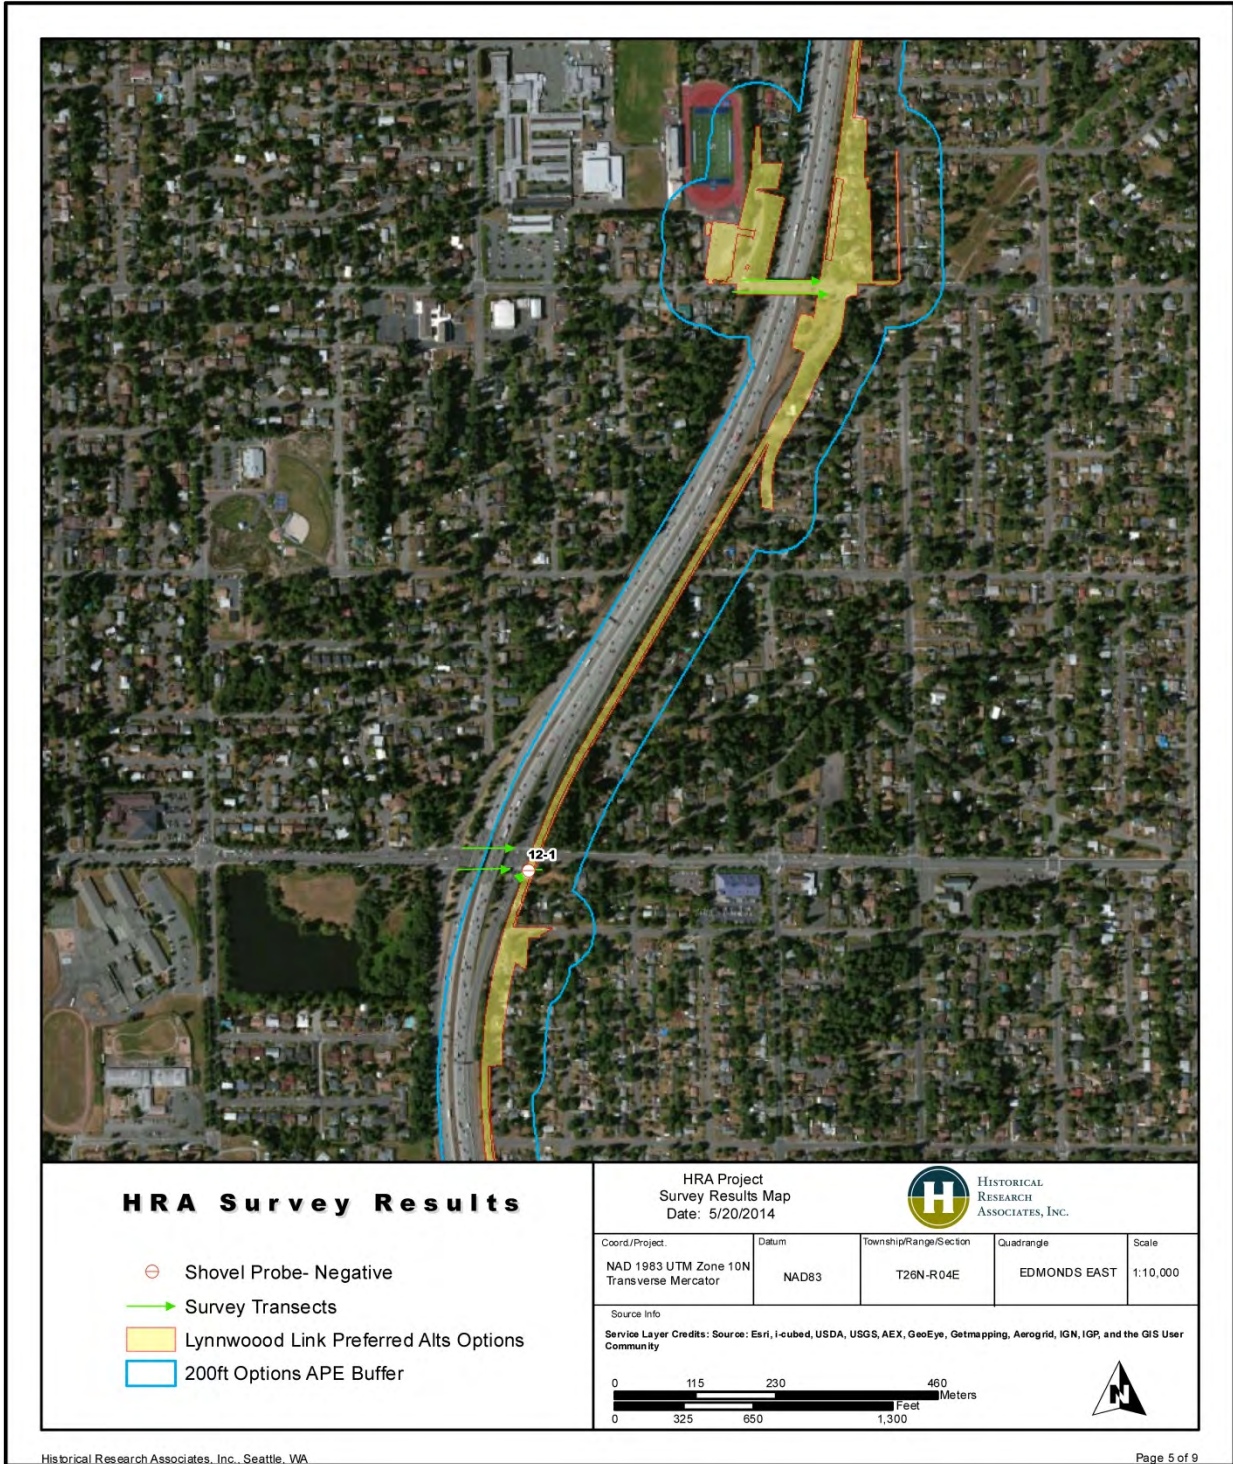 12-1
HRA Survey Results
Shovel Probe- Negative
Survey Transects
Lynnwoood Link Preferred Alts Options
200ft Options APE Buffer
HRA Project
Survey Results Map
Date: 5/20/2014
H
HISTORICAL
RESEARCH
ASSOCIATES, INC.
Coord./Project.
NAD 1983 UTM Zone 10N
Transverse Mercator
Datum
NAD83
Township/Range/Section
T26N-R04E
Quadrangle
EDMONDS EAST
Scale
1:10,000
Source Info
Service Layer Credits: Source: Esri, i-cubed, USDA, USGS, AEX, GeoEye, Getmapping, Aerogrid, IGN, IGP, and the GIS User
Community
0 115 230 460
Meters
Feet
0 325 650 1,300
N
Historical Research Associates, Inc., Seattle, WA
Page 5 of 9